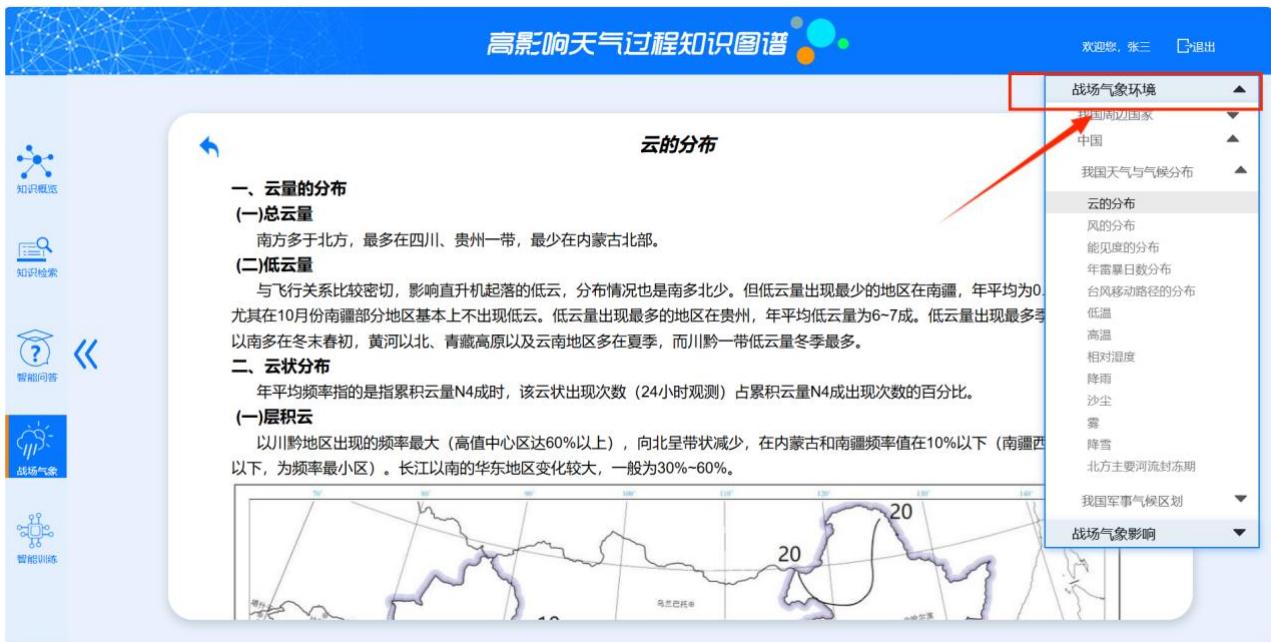 高影响天气过程知识图谱
欢迎您，张三
退出
知识概览
知识检索
智能问答
战场气象
智能训练
云的分布
一、云量的分布
(一)总云量
南方多于北方，最多在四川、贵州一带，最少在内蒙古北部。
(二)低云量
与飞行关系比较密切，影响直升机起落的低云，分布情况也是南多北少。但低云量出现最少的地区在南疆，年平均为0.
尤其在10月份南疆部分地区基本上不出现低云。低云量出现最多的地区在贵州，年平均低云量为6~7成。低云量出现最多季
以南多在冬末春初，黄河以北、青藏高原以及云南地区多在夏季，而川黔一带低云量冬季最多。
二、云状分布
年平均频率指的是指累积云量N4成时，该云状出现次数（24小时观测）占累积云量N4成出现次数的百分比。
(一)层积云
以川黔地区出现的频率最大（高值中心区达60%以上），向北呈带状减少，在内蒙古和南疆频率值在10%以下（南疆西
以下，为频率最小区）。长江以南的华东地区变化较大，一般为30%~60%。
70°
80°
90°
100°
110°
120°
130°
140°
20
20
乌兰巴托
战场气象环境
我国周边国家
中国
我国天气与气候分布
云的分布
风的分布
能见度的分布
年雷暴日数分布
台风移动路径的分布
低温
高温
相对湿度
降雨
沙尘
雾
降雪
北方主要河流封冻期
我国军事气候区划
战场气象影响